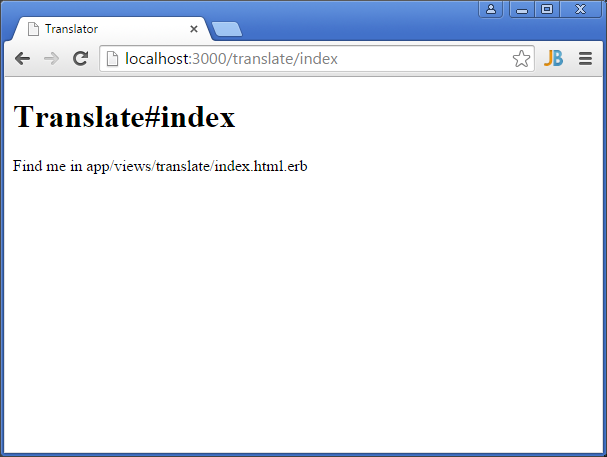 Translator
localhost:3000/translate/index
JB
Translate#index
Find me in app/views/translate/index.html.erb